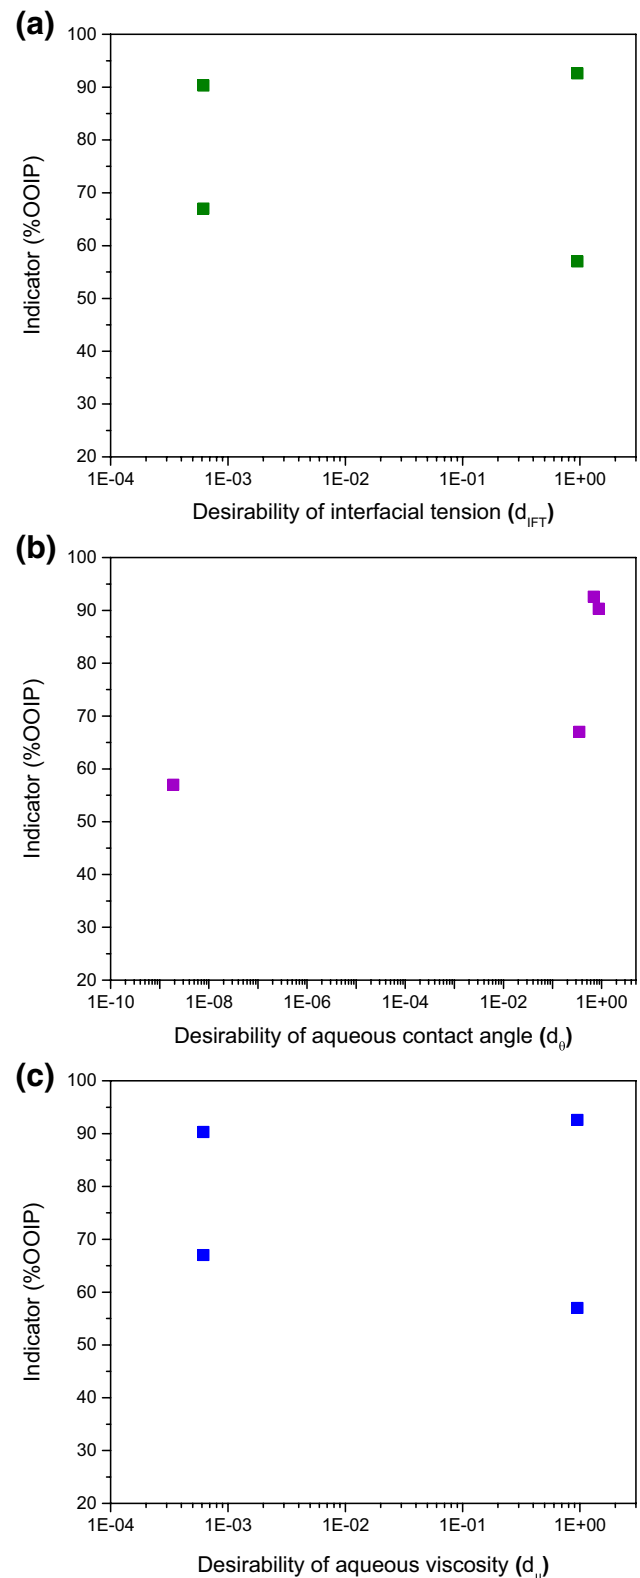 (a)
100
90
80
70
60
50
40
30
20
Indicator (%OOIP)
1E-04 1E-03 1E-02 1E-01 1E+00
Desirability of interfacial tension (d_IFT)
(b)
100
90
80
70
60
50
40
30
20
Indicator (%OOIP)
1E-10 1E-08 1E-06 1E-04 1E-02 1E+00
Desirability of aqueous contact angle (d_θ)
(c)
100
90
80
70
60
50
40
30
20
Indicator (%OOIP)
1E-04 1E-03 1E-02 1E-01 1E+00
Desirability of aqueous viscosity (d_μ)